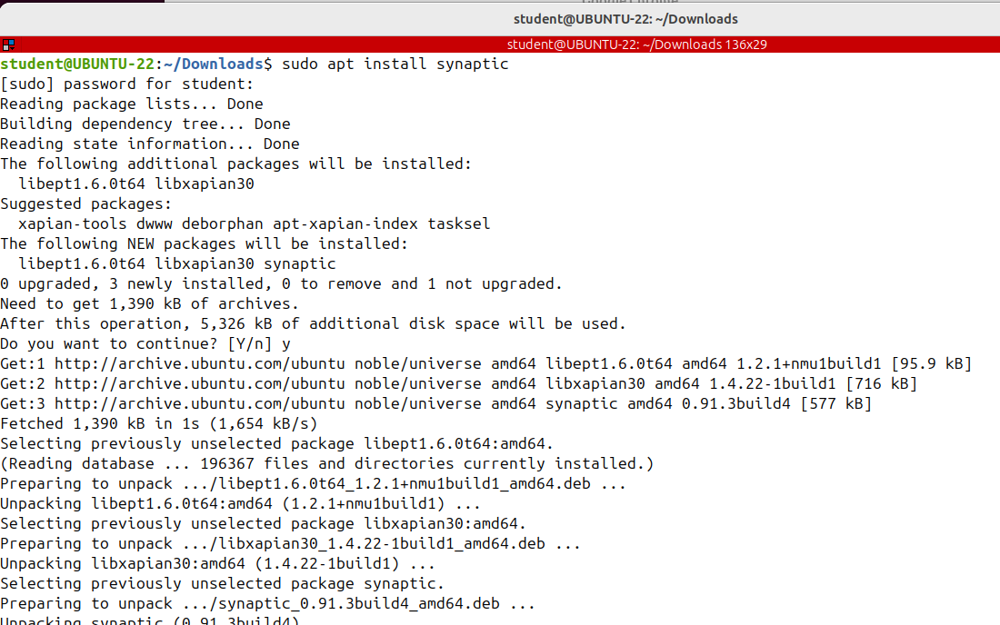 student@UBUNTU-22: ~/Downloads
student@UBUNTU-22: ~/Downloads 136x29
student@UBUNTU-22:~/Downloads$ sudo apt install synaptic
[sudo] password for student:
Reading package lists... Done
Building dependency tree... Done
Reading state information... Done
The following additional packages will be installed:
  libept1.6.0t64 libxapian30
Suggested packages:
  xapian-tools dwww deborphan apt-xapian-index tasksel
The following NEW packages will be installed:
  libept1.6.0t64 libxapian30 synaptic
0 upgraded, 3 newly installed, 0 to remove and 1 not upgraded.
Need to get 1,390 kB of archives.
After this operation, 5,326 kB of additional disk space will be used.
Do you want to continue? [Y/n] y
Get:1 http://archive.ubuntu.com/ubuntu noble/universe amd64 libept1.6.0t64 amd64 1.2.1+nmu1build1 [95.9 kB]
Get:2 http://archive.ubuntu.com/ubuntu noble/universe amd64 libxapian30 amd64 1.4.22-1build1 [716 kB]
Get:3 http://archive.ubuntu.com/ubuntu noble/universe amd64 synaptic amd64 0.91.3build4 [577 kB]
Fetched 1,390 kB in 1s (1,654 kB/s)
Selecting previously unselected package libept1.6.0t64:amd64.
(Reading database ... 196367 files and directories currently installed.)
Preparing to unpack .../libept1.6.0t64_1.2.1+nmu1build1_amd64.deb ...
Unpacking libept1.6.0t64:amd64 (1.2.1+nmu1build1) ...
Selecting previously unselected package libxapian30:amd64.
Preparing to unpack .../libxapian30_1.4.22-1build1_amd64.deb ...
Unpacking libxapian30:amd64 (1.4.22-1build1) ...
Selecting previously unselected package synaptic.
Preparing to unpack .../synaptic_0.91.3build4_amd64.deb ...
Unpacking synaptic (0.91.3build4)